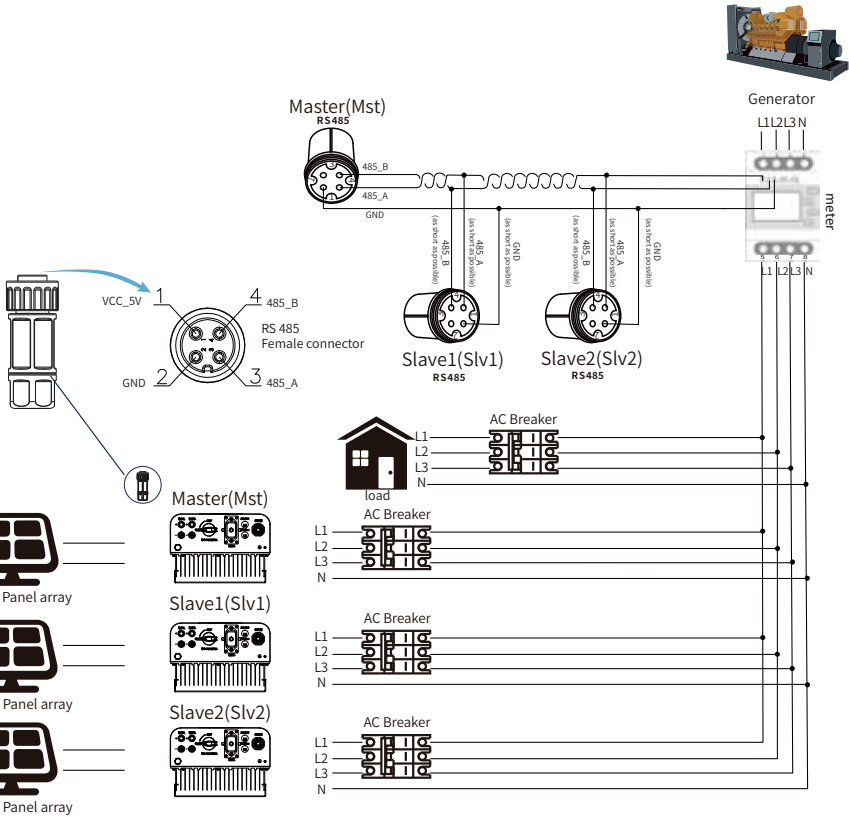 Generator
L1 L2 L3 N
Master(Mst)
RS485
485_B
485_A
GND
meter
5 6 7 8
L1 L2 L3 N
485_B
(as short as possible)
485_A
(as short as possible)
GND
(as short as possible)
485_B
(as short as possible)
485_A
(as short as possible)
GND
(as short as possible)
Slave1(Slv1)
RS485
Slave2(Slv2)
RS485
VCC_5V 1
4 485_B
RS 485
Female connector
GND 2
3 485_A
AC Breaker
L1
L2
L3
N
load
Master(Mst)
AC Breaker
L1
L2
L3
N
Panel array
Slave1(Slv1)
AC Breaker
L1
L2
L3
N
Panel array
Slave2(Slv2)
AC Breaker
L1
L2
L3
N
Panel array